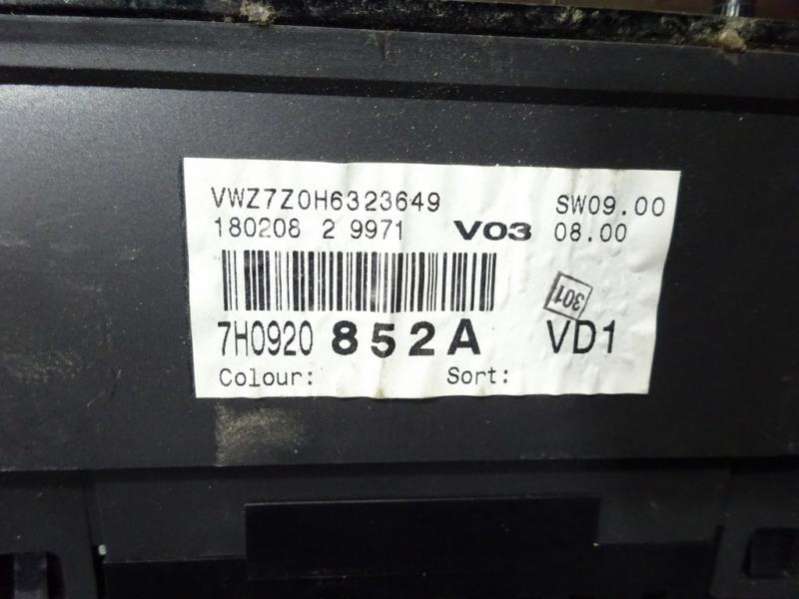 VWZ7Z0H6323649 SW09.00
180208 2 9971 V03 08.00
301
7H0920 852A VD1
Colour: Sort: